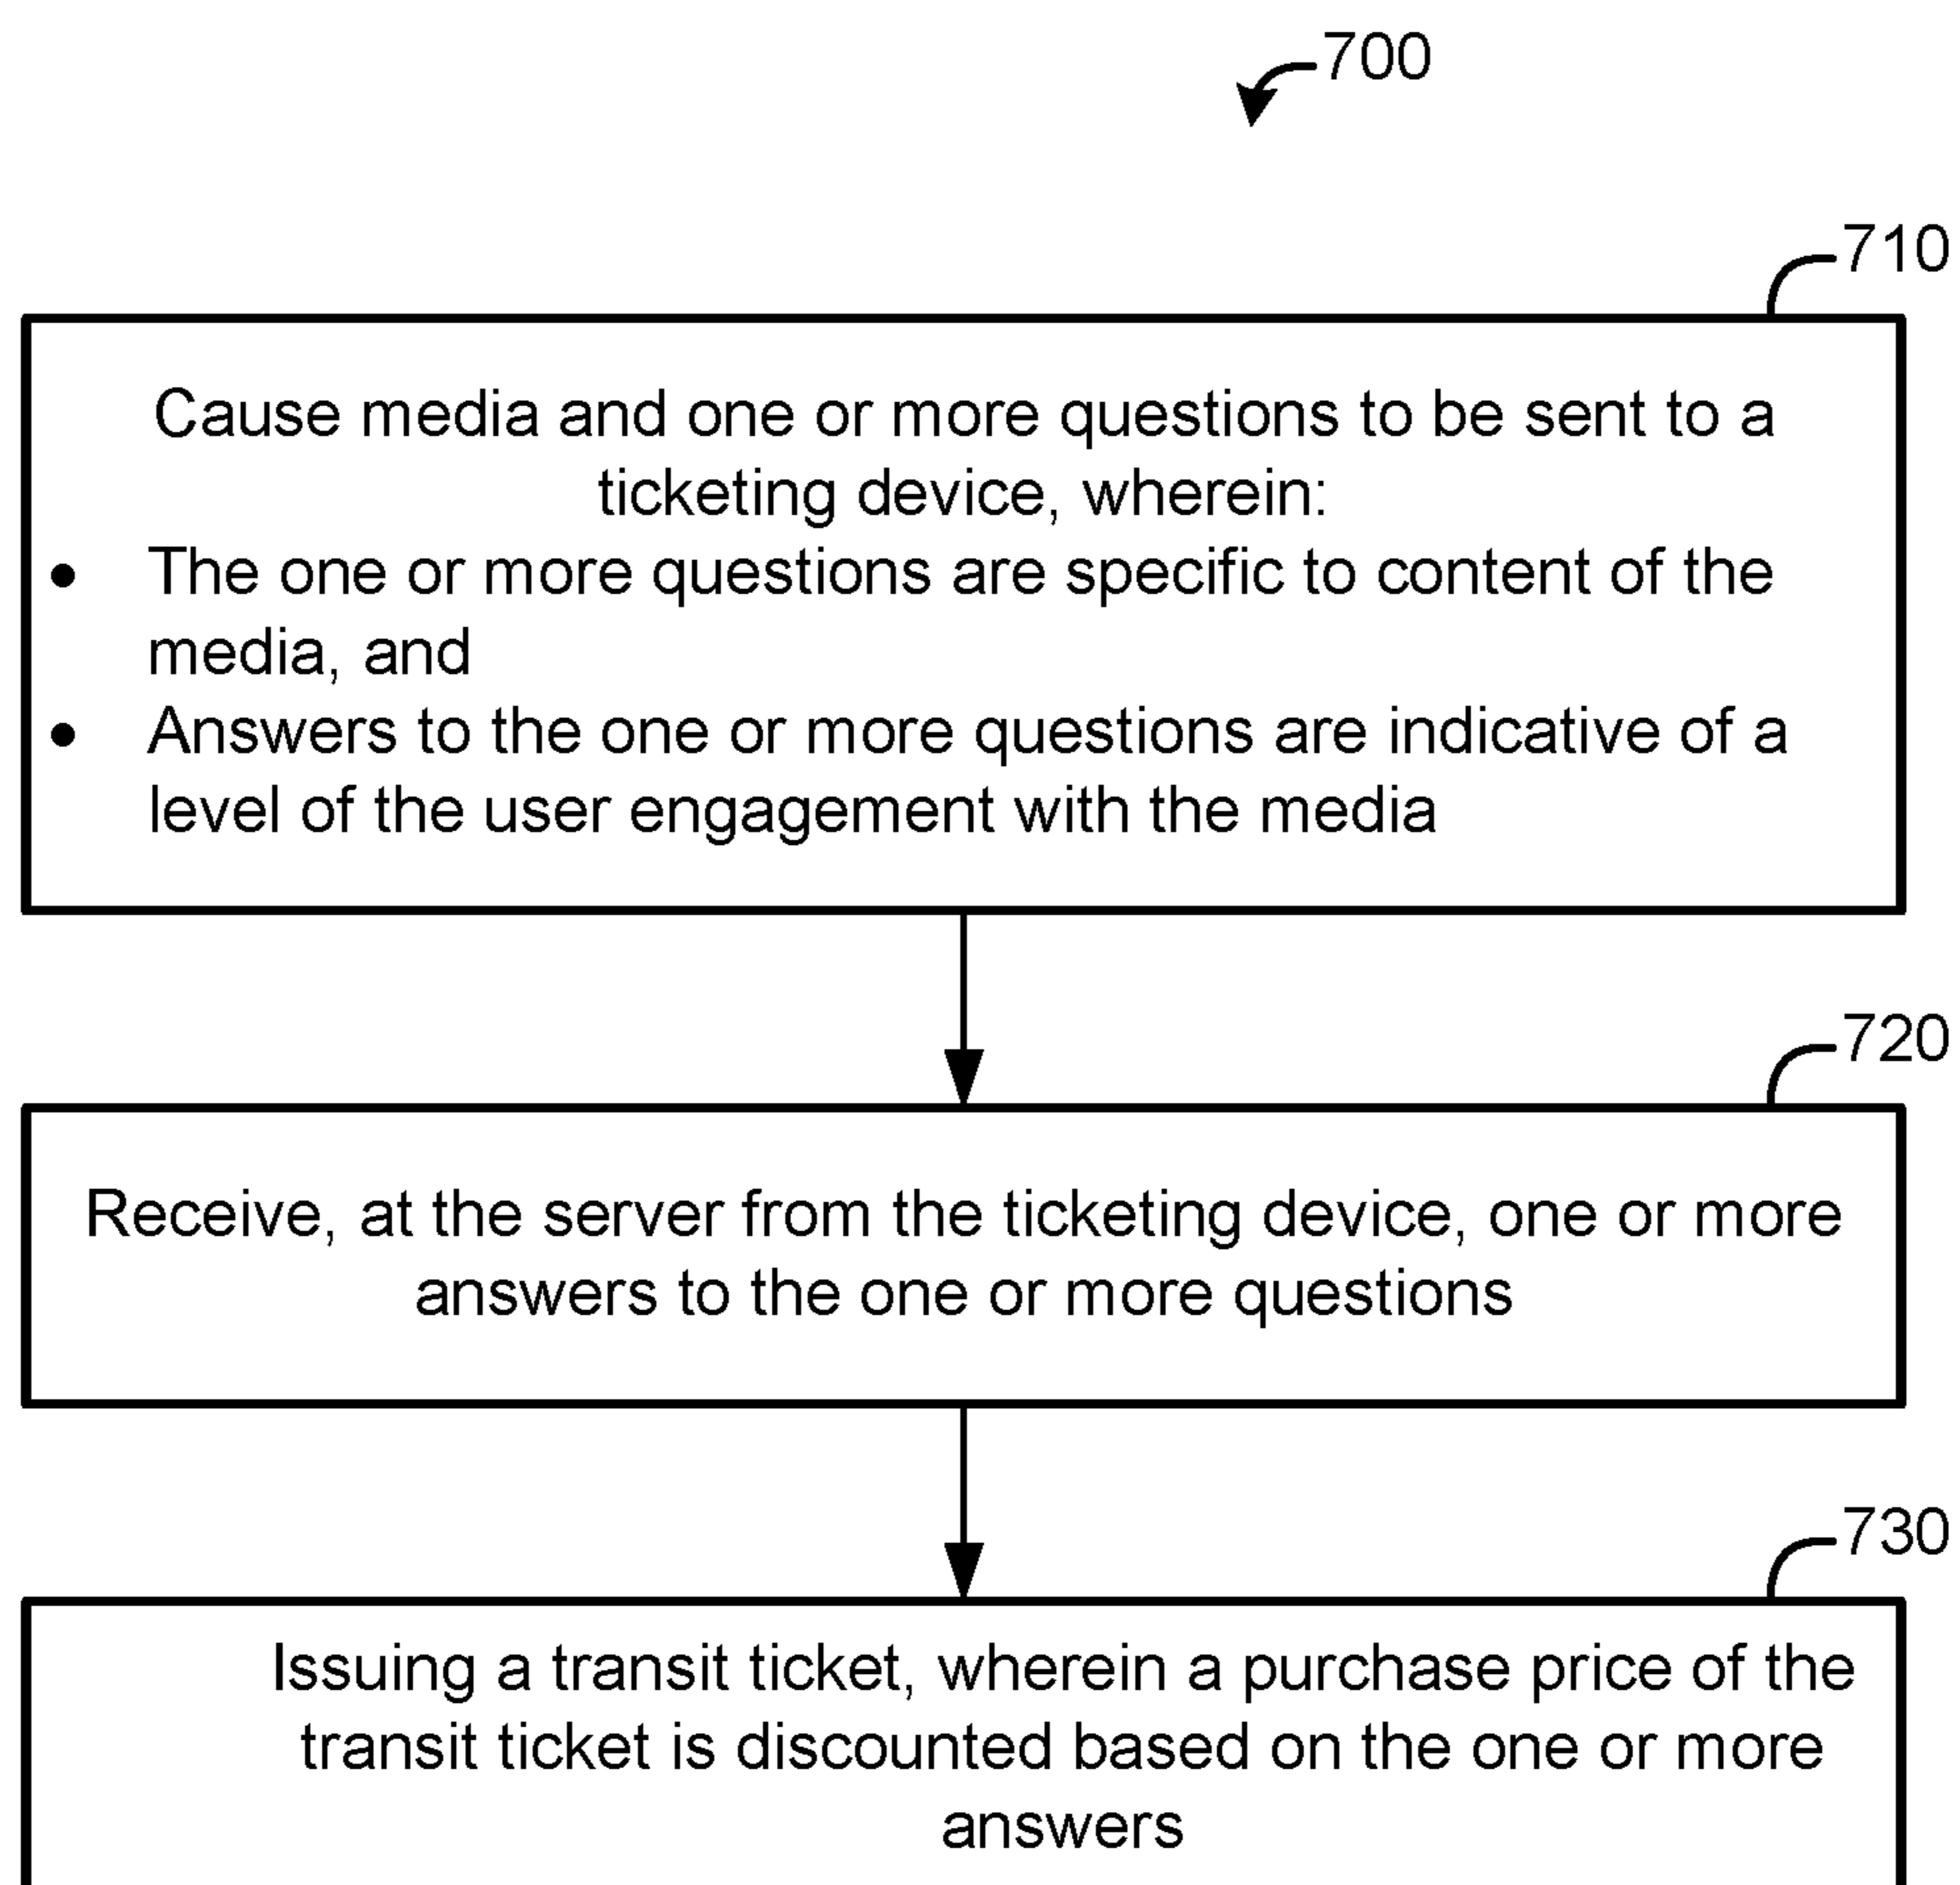 700
710
Cause media and one or more questions to be sent to a
ticketing device, wherein:
• The one or more questions are specific to content of the
media, and
• Answers to the one or more questions are indicative of a
level of the user engagement with the media
720
Receive, at the server from the ticketing device, one or more
answers to the one or more questions
730
Issuing a transit ticket, wherein a purchase price of the
transit ticket is discounted based on the one or more
answers